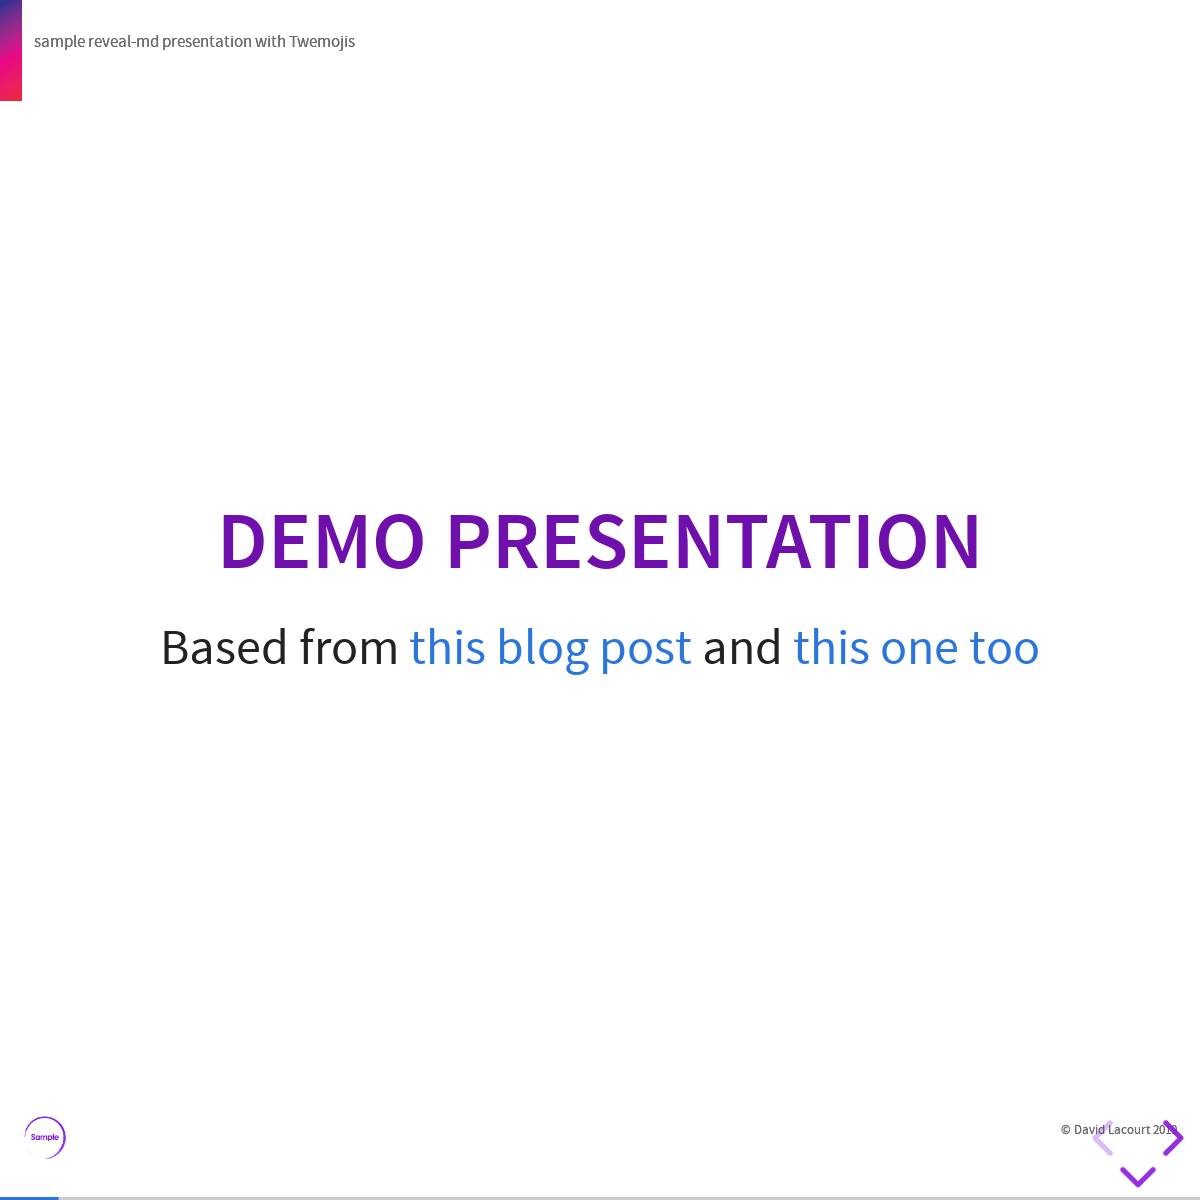 sample reveal-md presentation with Twemojis
DEMO PRESENTATION
Based from this blog post and this one too
Sample
© David Lacourt 2019